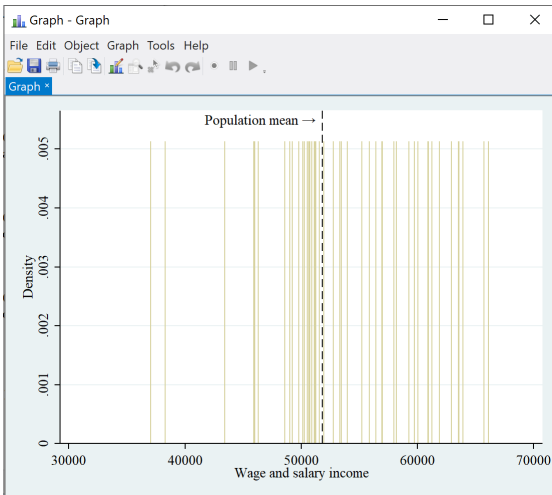 Graph - Graph
File Edit Object Graph Tools Help
Graph ×
Population mean →
Density
.005
.004
.003
.002
.001
0
30000 40000 50000 60000 70000
Wage and salary income